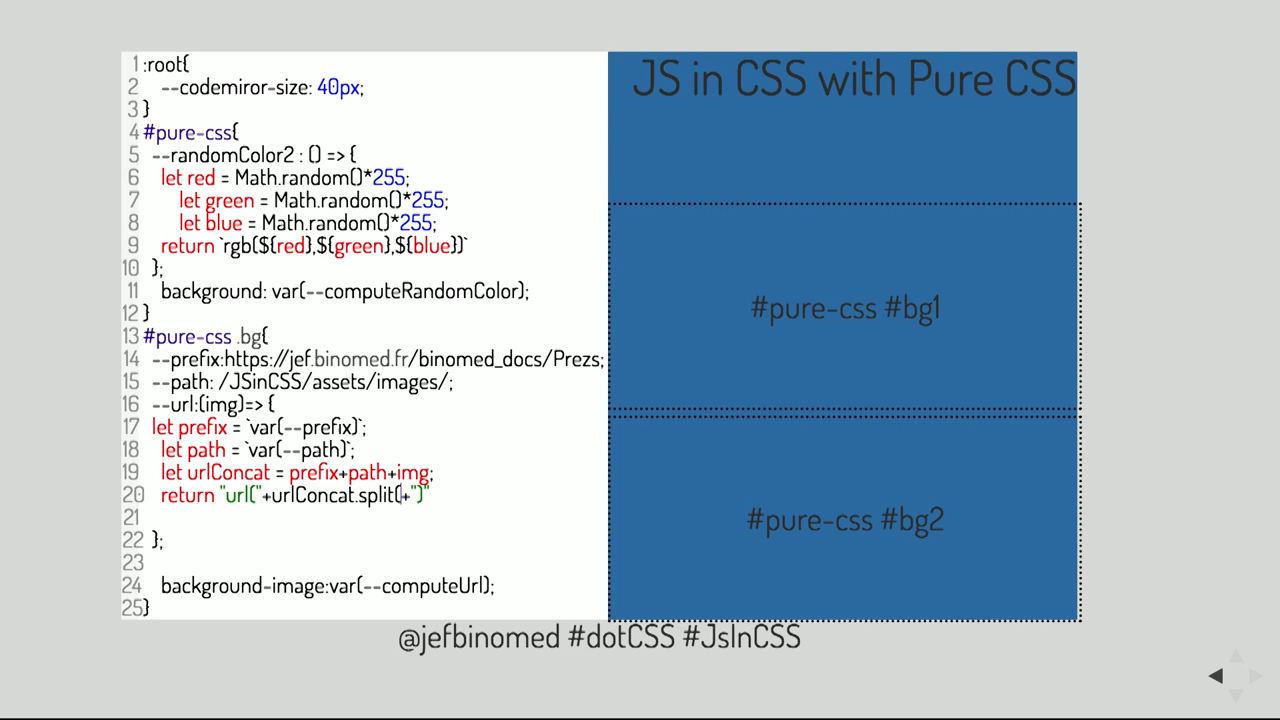 1 :root{
2 --codemiror-size: 40px;
3 }
4 #pure-css{
5 --randomColor2 : () => {
6 let red = Math.random()*255;
7 let green = Math.random()*255;
8 let blue = Math.random()*255;
9 return `rgb(${red},${green},${blue})`
10 };
11 background: var(--computeRandomColor);
12 }
13 #pure-css .bg{
14 --prefix:https://jef.binomed.fr/binomed_docs/Prezs;
15 --path: /JSinCSS/assets/images/;
16 --url:(img)=> {
17 let prefix = `var(--prefix)`;
18 let path = `var(--path)`;
19 let urlConcat = prefix+path+img;
20 return "url("+urlConcat.split(+")"
21
22 };
23
24 background-image:var(--computeUrl);
25 }
JS in CSS with Pure CSS
#pure-css #bg1
#pure-css #bg2
@jefbinomed #dotCSS #JsInCSS